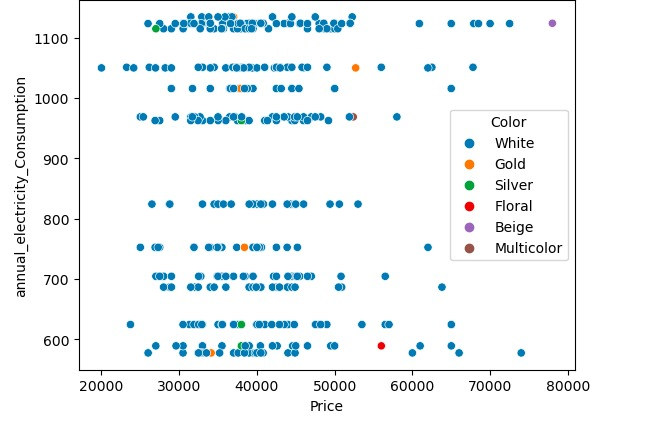 annual_electricity_Consumption
1100
1000
900
800
700
600
20000 30000 40000 50000 60000 70000 80000
Price
Color
White
Gold
Silver
Floral
Beige
Multicolor